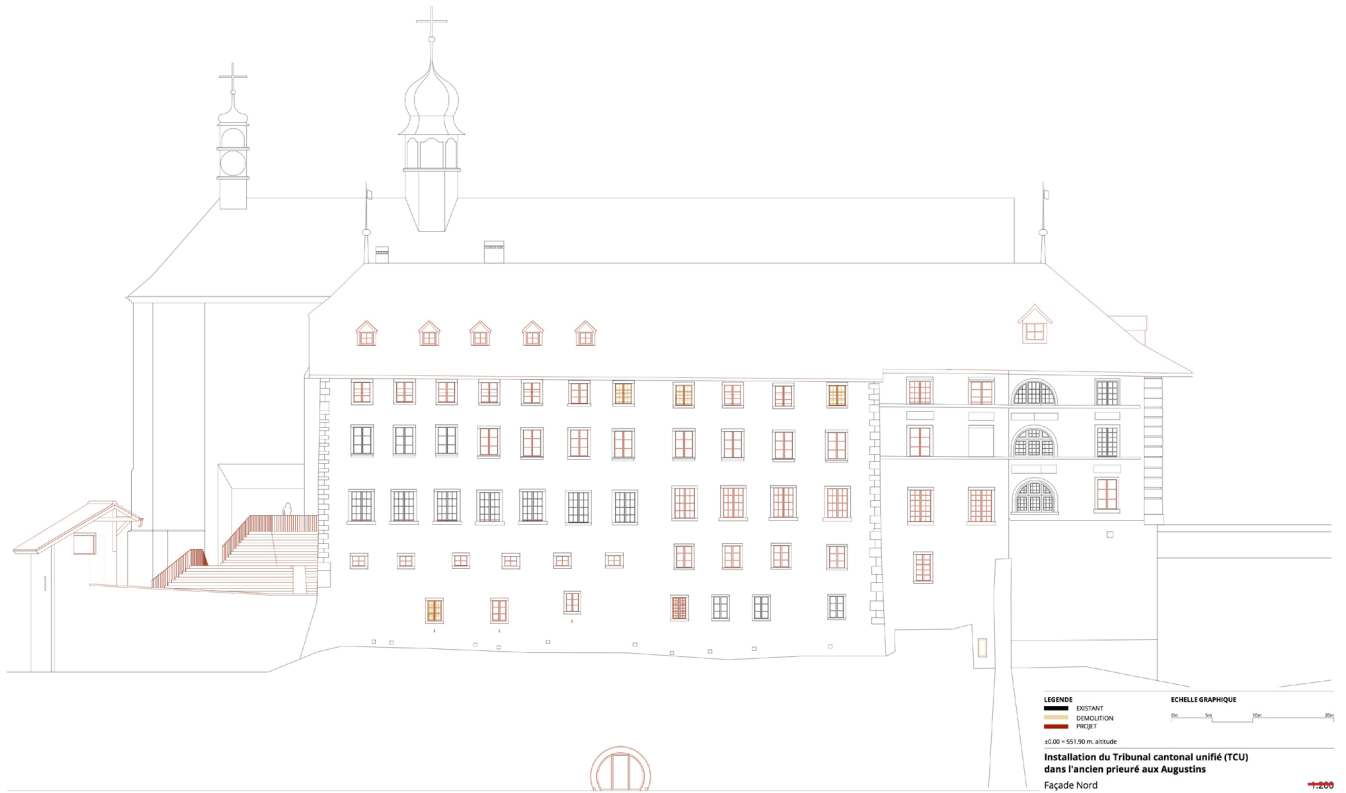 LEGENDE
EXISTANT
DEMOLITION
PROJET
ECHELLE GRAPHIQUE
0m 5m 10m 20m
±0.00 = 551.90 m. altitude
Installation du Tribunal cantonal unifié (TCU)
dans l'ancien prieuré aux Augustins
Façade Nord
1:200